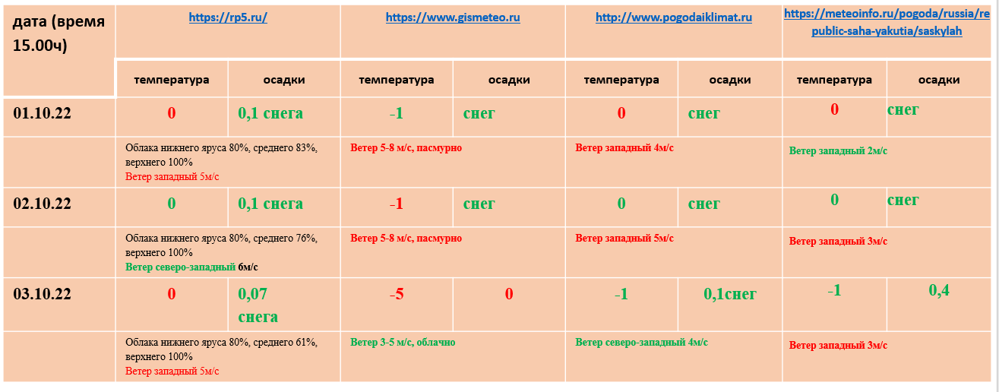 дата (время
15.00ч)
https://rp5.ru/
https://www.gismeteo.ru
http://www.pogodaiklimat.ru
https://meteoinfo.ru/pogoda/russia/re
public-saha-yakutia/saskylah
температура
осадки
температура
осадки
температура
осадки
температура
осадки
01.10.22
0
0,1 снега
-1
снег
0
снег
0
снег
Облака нижнего яруса 80%, среднего 83%,
верхнего 100%
Ветер западный 5м/с
Ветер 5-8 м/с, пасмурно
Ветер западный 4м/с
Ветер западный 2м/с
02.10.22
0
0,1 снега
-1
снег
0
снег
0
снег
Облака нижнего яруса 80%, среднего 76%,
верхнего 100%
Ветер северо-западный 6м/с
Ветер 5-8 м/с, пасмурно
Ветер западный 5м/с
Ветер западный 3м/с
03.10.22
0
0,07
снега
-5
0
-1
0,1снег
-1
0,4
Облака нижнего яруса 80%, среднего 61%,
верхнего 100%
Ветер западный 5м/с
Ветер 3-5 м/с, облачно
Ветер северо-западный 4м/с
Ветер западный 3м/с